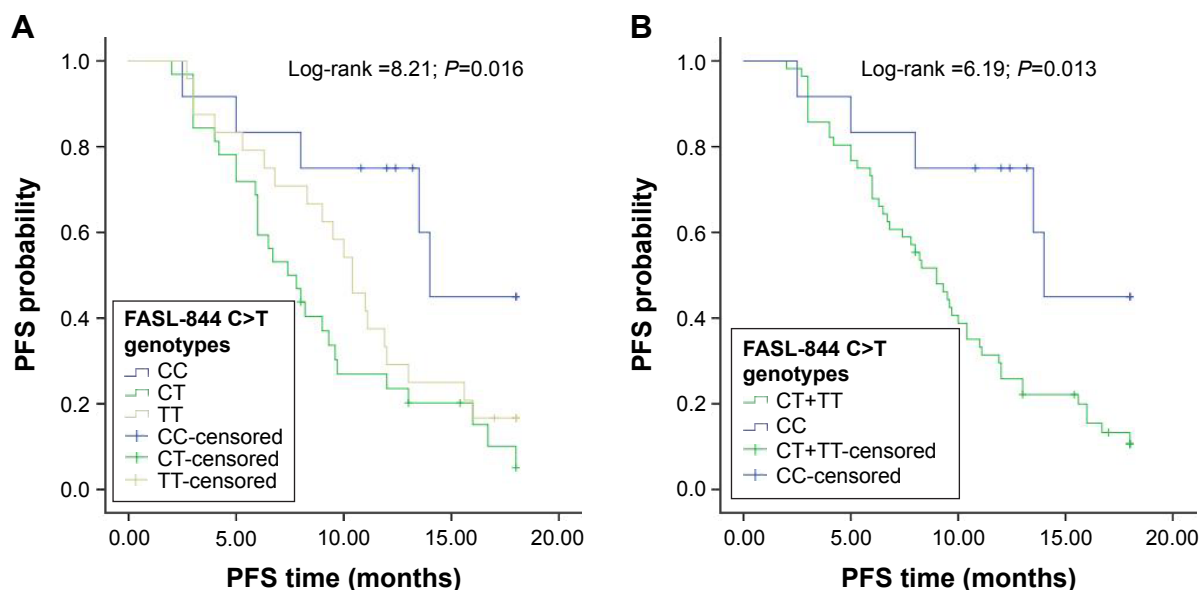 A
Log-rank =8.21; P=0.016
PFS probability
1.0
0.8
0.6
0.4
0.2
0.0
FASL-844 C>T
genotypes
CC
CT
TT
CC-censored
CT-censored
TT-censored
0.00 5.00 10.00 15.00 20.00
PFS time (months)
B
Log-rank =6.19; P=0.013
PFS probability
1.0
0.8
0.6
0.4
0.2
0.0
FASL-844 C>T
genotypes
CT+TT
CC
CT+TT-censored
CC-censored
0.00 5.00 10.00 15.00 20.00
PFS time (months)